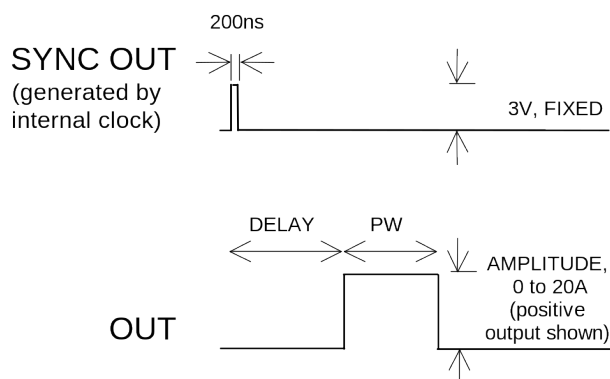 200ns
SYNC OUT
(generated by
internal clock)
3V, FIXED
DELAY
PW
AMPLITUDE,
0 to 20A
(positive
output shown)
OUT